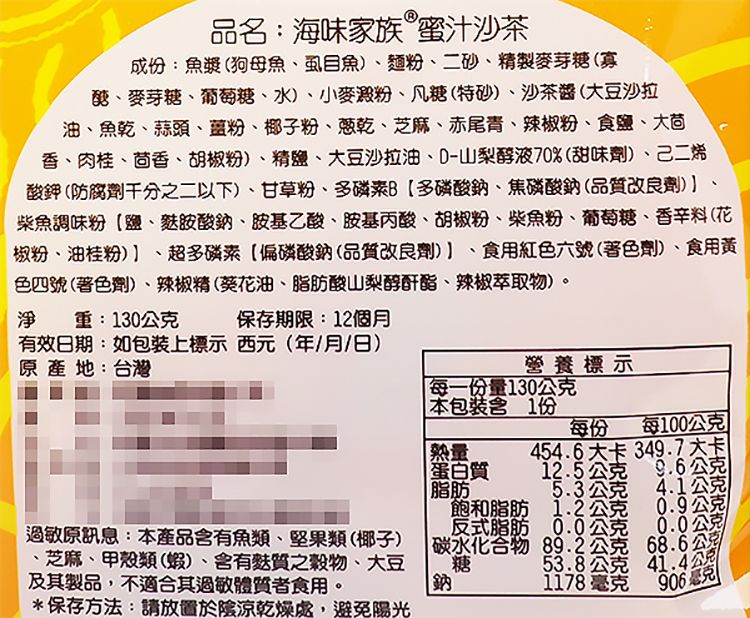 品名：海味家族®蜜汁沙茶
成份：魚漿(狗母魚、虱目魚)、麵粉、二砂、精製麥芽糖(寡
醣、麥芽糖、葡萄糖、水)、小麥澱粉、凡糖(特砂)、沙茶醬(大豆沙拉
油、魚乾、蒜頭、薑粉、椰子粉、蔥乾、芝麻、赤尾青、辣椒粉、食鹽、大茴
香、肉桂、茴香、胡椒粉)、精鹽、大豆沙拉油、D-山梨醇液70%(甜味劑)、己二烯
酸鉀(防腐劑千分之二以下)、甘草粉、多磷素B【多磷酸鈉、焦磷酸鈉(品質改良劑)】、
柴魚調味粉【鹽、麩胺酸鈉、胺基乙酸、胺基丙酸、胡椒粉、柴魚粉、葡萄糖、香辛料(花
椒粉、油桂粉)】、超多磷素【偏磷酸鈉(品質改良劑)】、食用紅色六號(著色劑)、食用黃
色四號(著色劑)、辣椒精(葵花油、脂肪酸山梨醇酐酯、辣椒萃取物)。
淨 重：130公克 保存期限：12個月
有效日期：如包裝上標示 西元（年/月/日）
原 產 地：台灣
過敏原訊息：本產品含有魚類、堅果類(椰子)
、芝麻、甲殼類(蝦)、含有麩質之穀物、大豆
及其製品，不適合其過敏體質者食用。
＊保存方法：請放置於陰涼乾燥處，避免陽光
營養標示
每一份量130公克
本包裝含 1份
每份 每100公克
熱量 454.6大卡 349.7大卡
蛋白質 12.5公克 9.6公克
脂肪 5.3公克 4.1公克
飽和脂肪 1.2公克 0.9公克
反式脂肪 0.0公克 0.0公克
碳水化合物 89.2公克 68.6公克
糖 53.8公克 41.4公克
鈉 1178毫克 906毫克